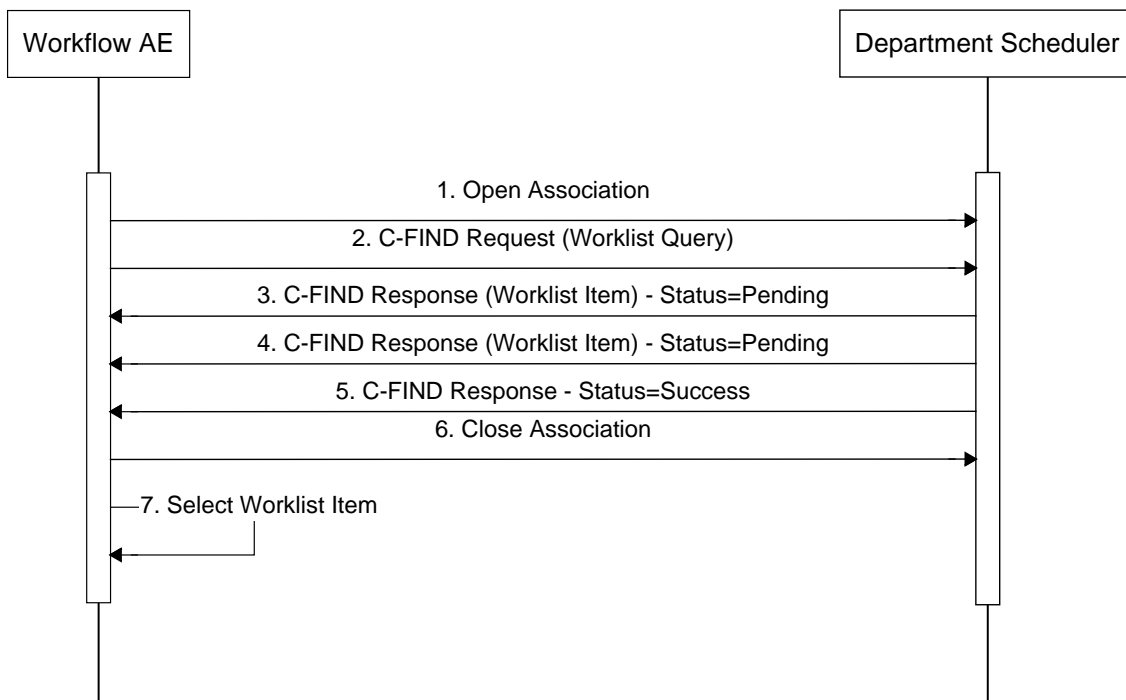 Workflow AE
Department Scheduler
1. Open Association
2. C-FIND Request (Worklist Query)
3. C-FIND Response (Worklist Item) - Status=Pending
4. C-FIND Response (Worklist Item) - Status=Pending
5. C-FIND Response - Status=Success
6. Close Association
7. Select Worklist Item